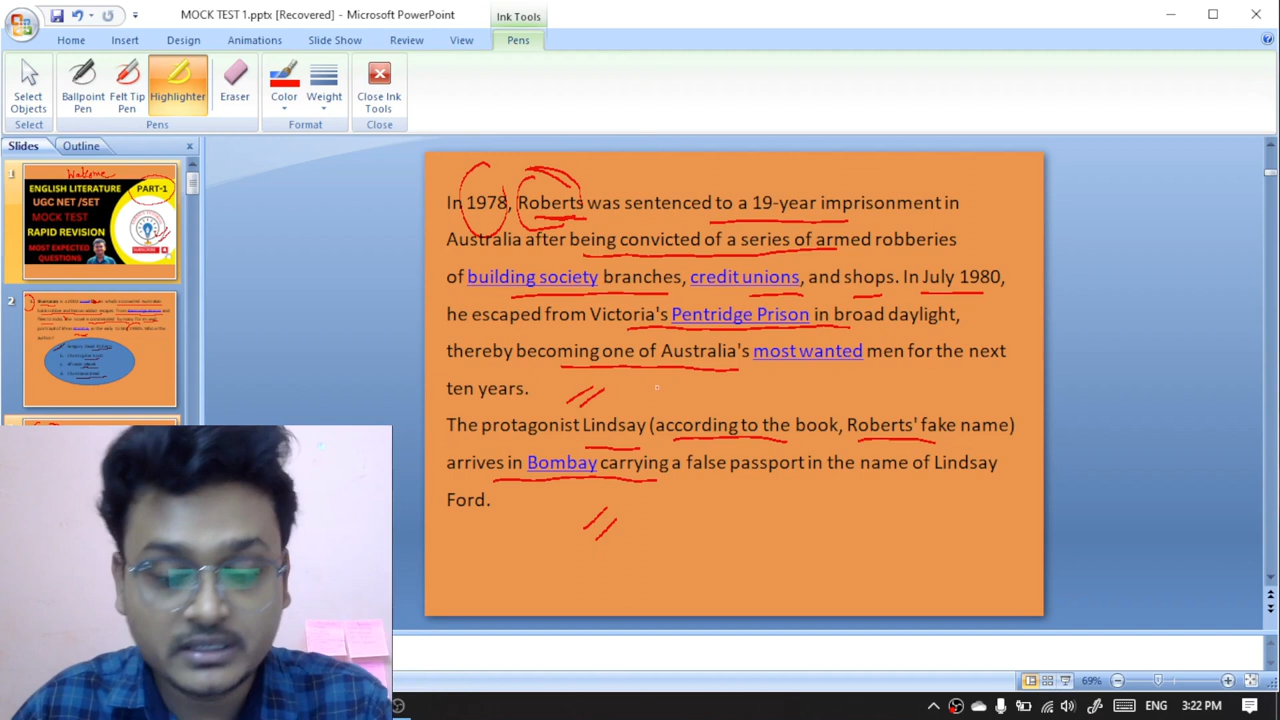 MOCK TEST 1.pptx [Recovered] - Microsoft PowerPoint
Ink Tools
Home Insert Design Animations Slide Show Review View Pens
Select Objects
Ballpoint Pen
Felt Tip Pen
Highlighter
Eraser
Color
Weight
Close Ink Tools
Select Pens Format Close
Slides Outline x
1
Welcome
ENGLISH LITERATURE PART-1
UGC NET /SET
MOCK TEST
RAPID REVISION
MOST EXPECTED
QUESTIONS
2
In 1978, Roberts was sentenced to a 19-year imprisonment in
Australia after being convicted of a series of armed robberies
of building society branches, credit unions, and shops. In July 1980,
he escaped from Victoria's Pentridge Prison in broad daylight,
thereby becoming one of Australia's most wanted men for the next
ten years.
The protagonist Lindsay (according to the book, Roberts' fake name)
arrives in Bombay carrying a false passport in the name of Lindsay
Ford.
69%
ENG 3:22 PM